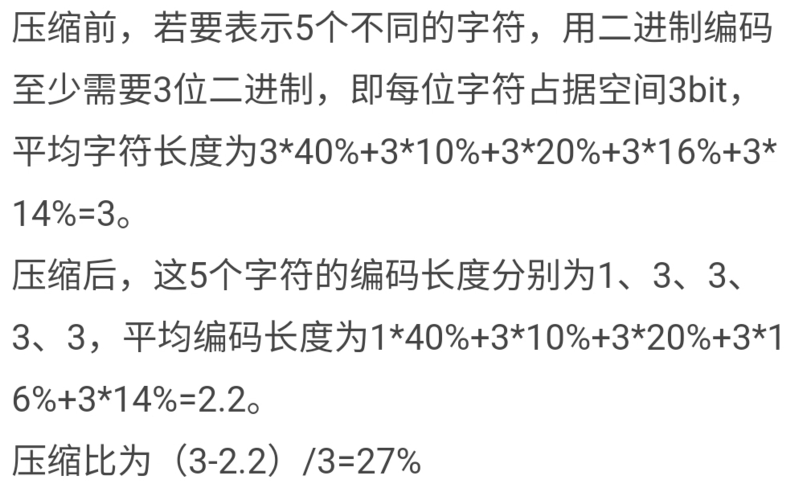 压缩前，若要表示5个不同的字符，用二进制编码
至少需要3位二进制，即每位字符占据空间3bit，
平均字符长度为3*40%+3*10%+3*20%+3*16%+3*
14%=3。
压缩后，这5个字符的编码长度分别为1、3、3、
3、3，平均编码长度为1*40%+3*10%+3*20%+3*1
6%+3*14%=2.2。
压缩比为（3-2.2）/3=27%